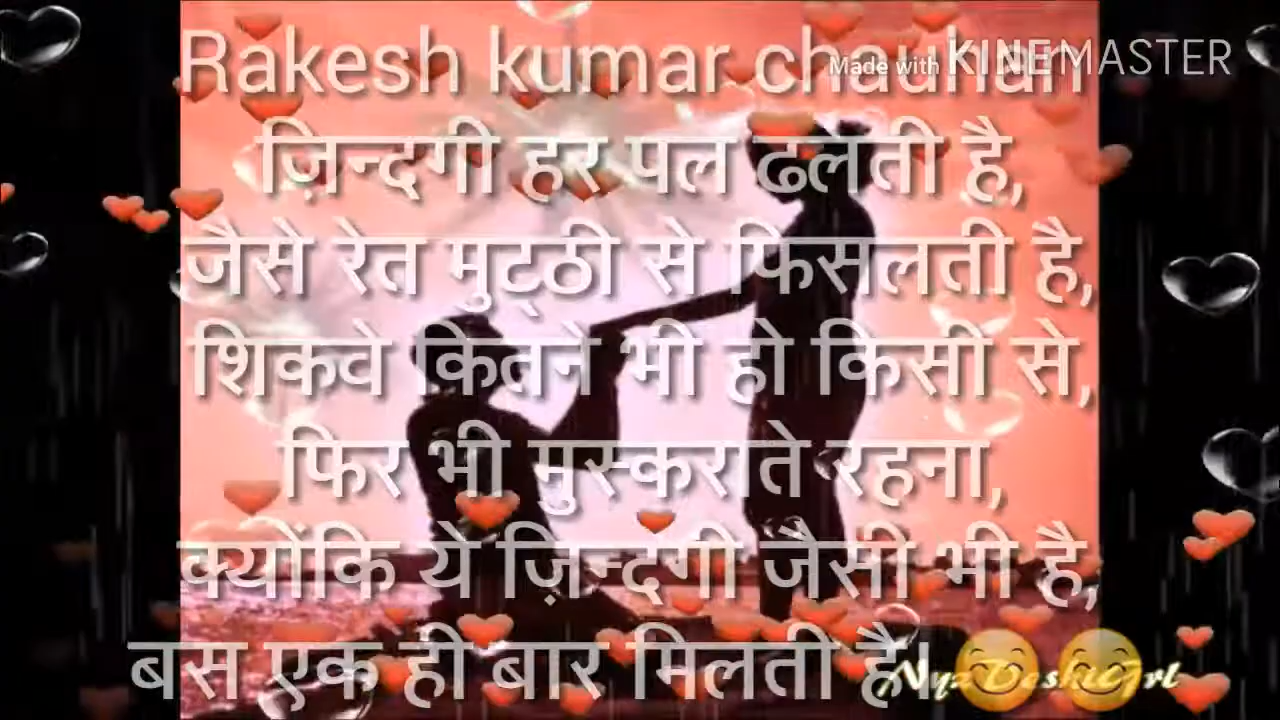 Rakesh kumar chauhan
Made with KINEMASTER
ज़िन्दगी हर पल ढलती है,
जैसे रेत मुट्ठी से फिसलती है,
शिकवे कितने भी हो किसी से,
फिर भी मुस्कराते रहना,
क्योंकि ये ज़िन्दगी जैसी भी है,
बस एक ही बार मिलती है। 😊😊